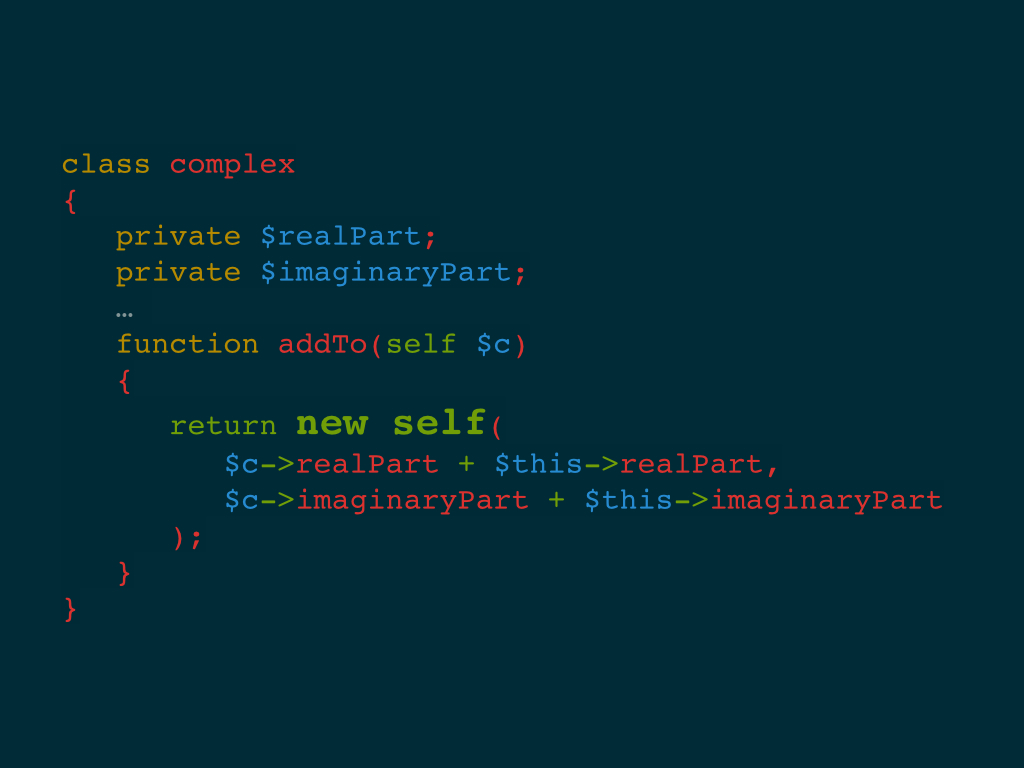 class complex
{
   private $realPart;
   private $imaginaryPart;
   …
   function addTo(self $c)
   {
      return new self(
         $c->realPart + $this->realPart,
         $c->imaginaryPart + $this->imaginaryPart
      );
   }
}